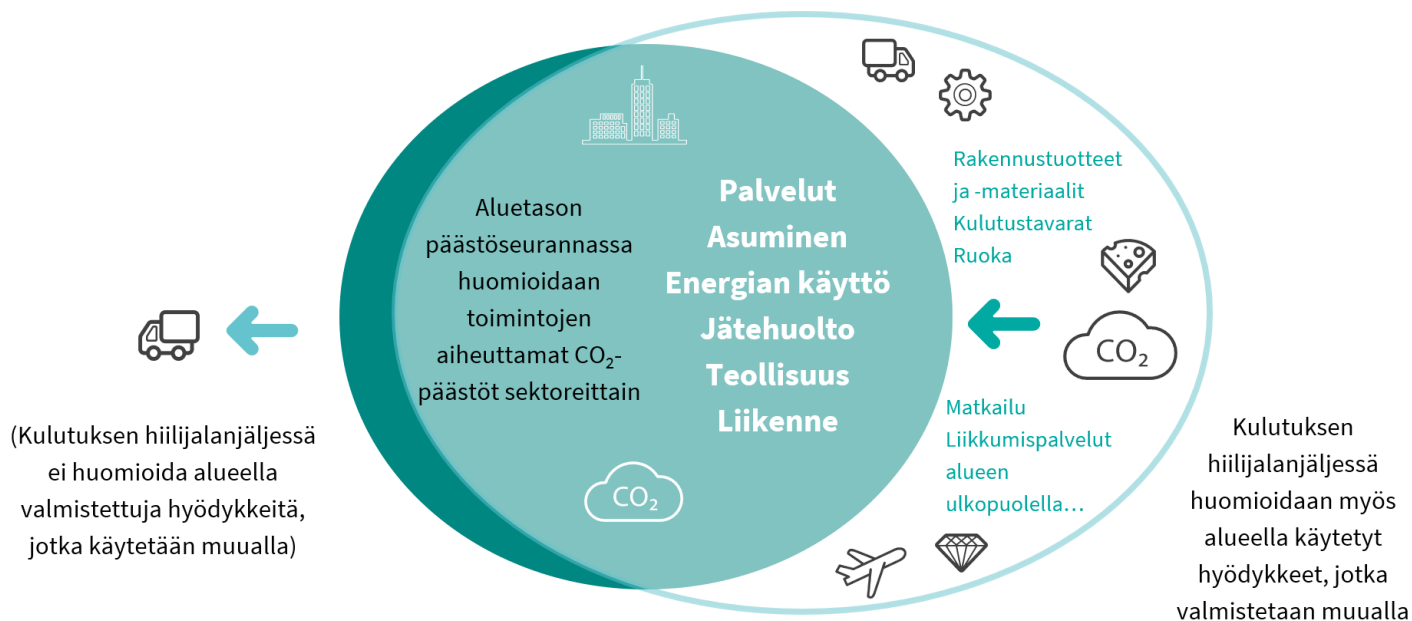 Aluetason
päästöseurannassa
huomioidaan
toimintojen
aiheuttamat CO₂-
päästöt sektoreittain
Palvelut
Asuminen
Energian käyttö
Jätehuolto
Teollisuus
Liikenne
CO₂
Rakennustuotteet
ja -materiaalit
Kulutustavarat
Ruoka
CO₂
Matkailu
Liikkumispalvelut
alueen
ulkopuolella…
(Kulutuksen hiilijalanjäljessä
ei huomioida alueella
valmistettuja hyödykkeitä,
jotka käytetään muualla)
Kulutuksen
hiilijalanjäljessä
huomioidaan myös
alueella käytetyt
hyödykkeet, jotka
valmistetaan muualla